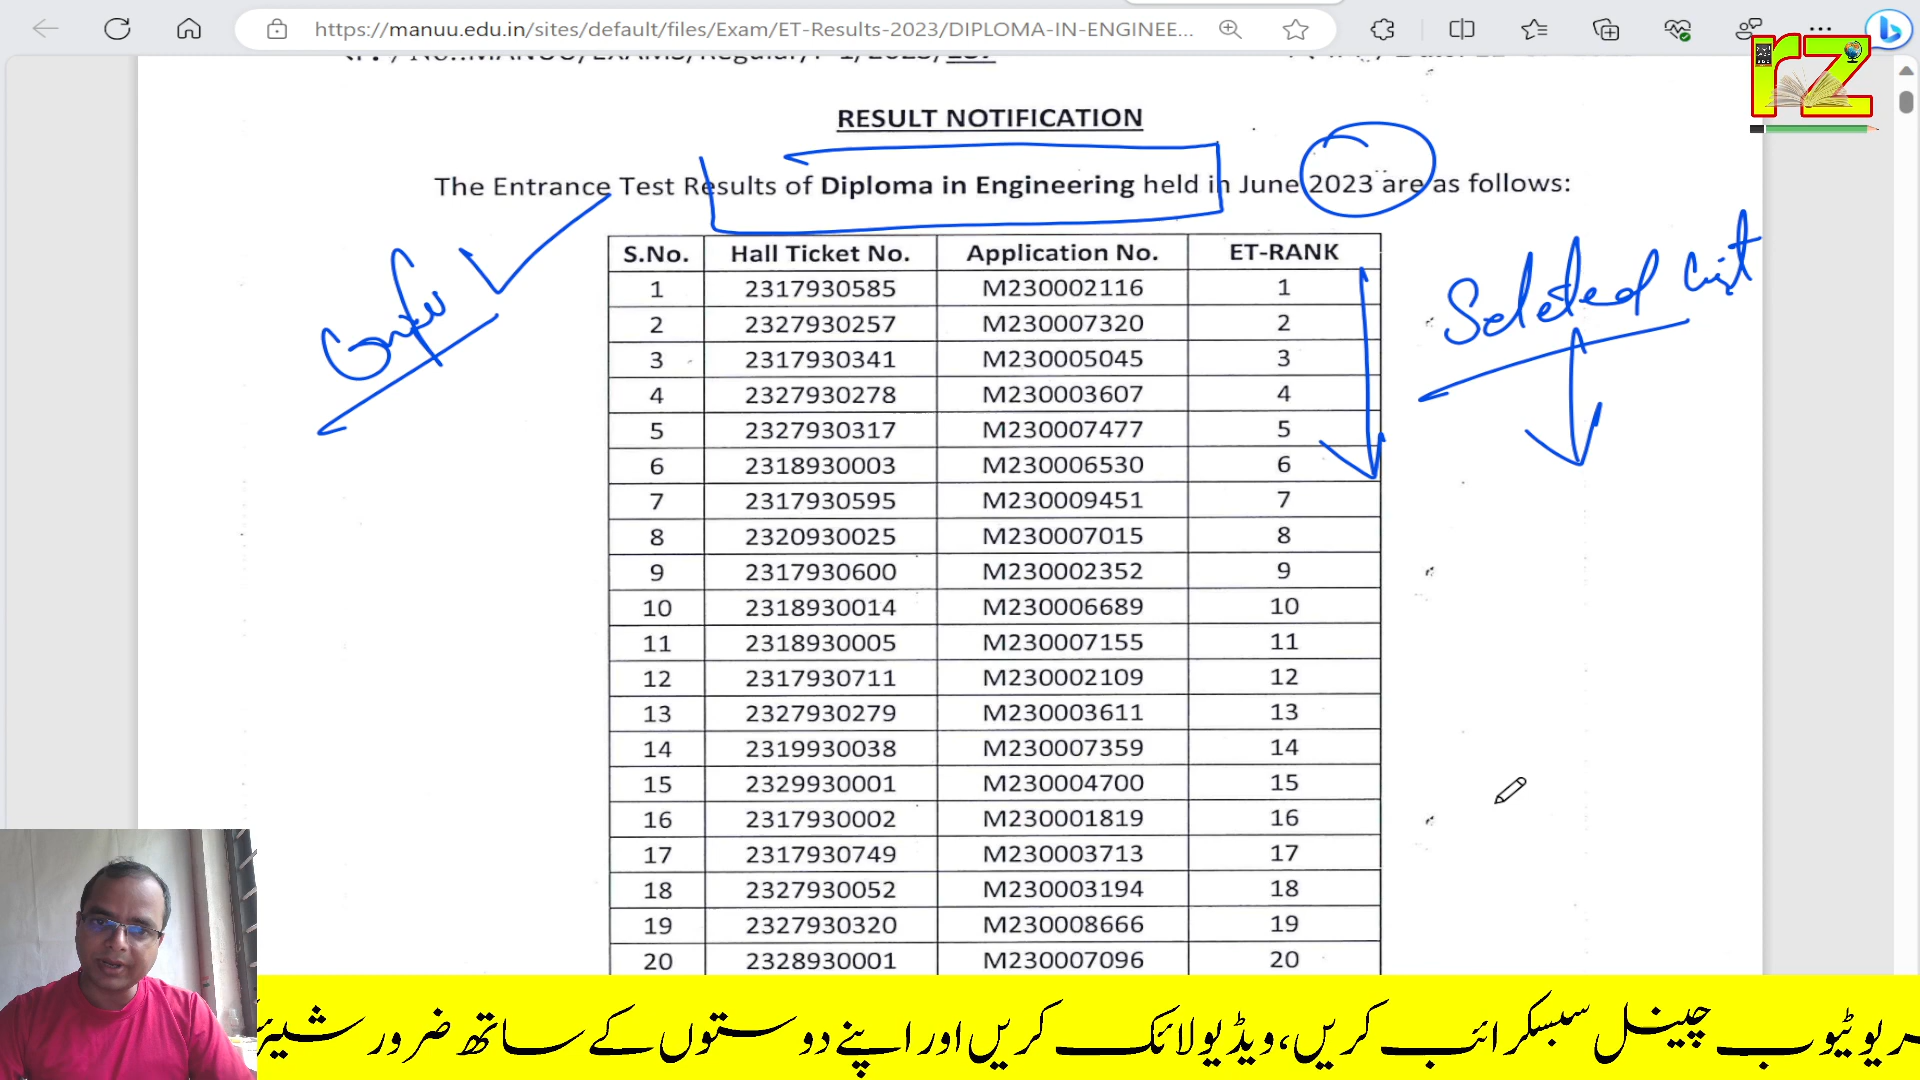 https://manuu.edu.in/sites/default/files/Exam/ET-Results-2023/DIPLOMA-IN-ENGINEE...
rz
RESULT NOTIFICATION
The Entrance Test Results of Diploma in Engineering held in June 2023 are as follows:
Selected List
S.No. Hall Ticket No. Application No. ET-RANK
1 2317930585 M230002116 1
2 2327930257 M230007320 2
3 2317930341 M230005045 3
4 2327930278 M230003607 4
5 2327930317 M230007477 5
6 2318930003 M230006530 6
7 2317930595 M230009451 7
8 2320930025 M230007015 8
9 2317930600 M230002352 9
10 2318930014 M230006689 10
11 2318930005 M230007155 11
12 2317930711 M230002109 12
13 2327930279 M230003611 13
14 2319930038 M230007359 14
15 2329930001 M230004700 15
16 2317930002 M230001819 16
17 2317930749 M230003713 17
18 2327930052 M230003194 18
19 2327930320 M230008666 19
20 2328930001 M230007096 20
یوٹیوب چینل سبسکرائب کریں، ویڈیو لائک کریں اور اپنے دوستوں کے ساتھ ضرور شیئر